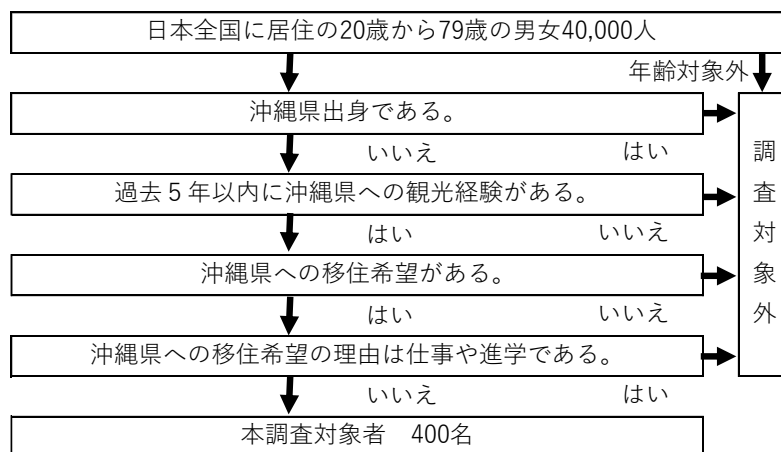 日本全国に居住の20歳から79歳の男女40,000人
年齢対象外
沖縄県出身である。
いいえ　はい
過去５年以内に沖縄県への観光経験がある。
はい　いいえ
沖縄県への移住希望がある。
はい　いいえ
沖縄県への移住希望の理由は仕事や進学である。
いいえ　はい
本調査対象者　400名
調査対象外